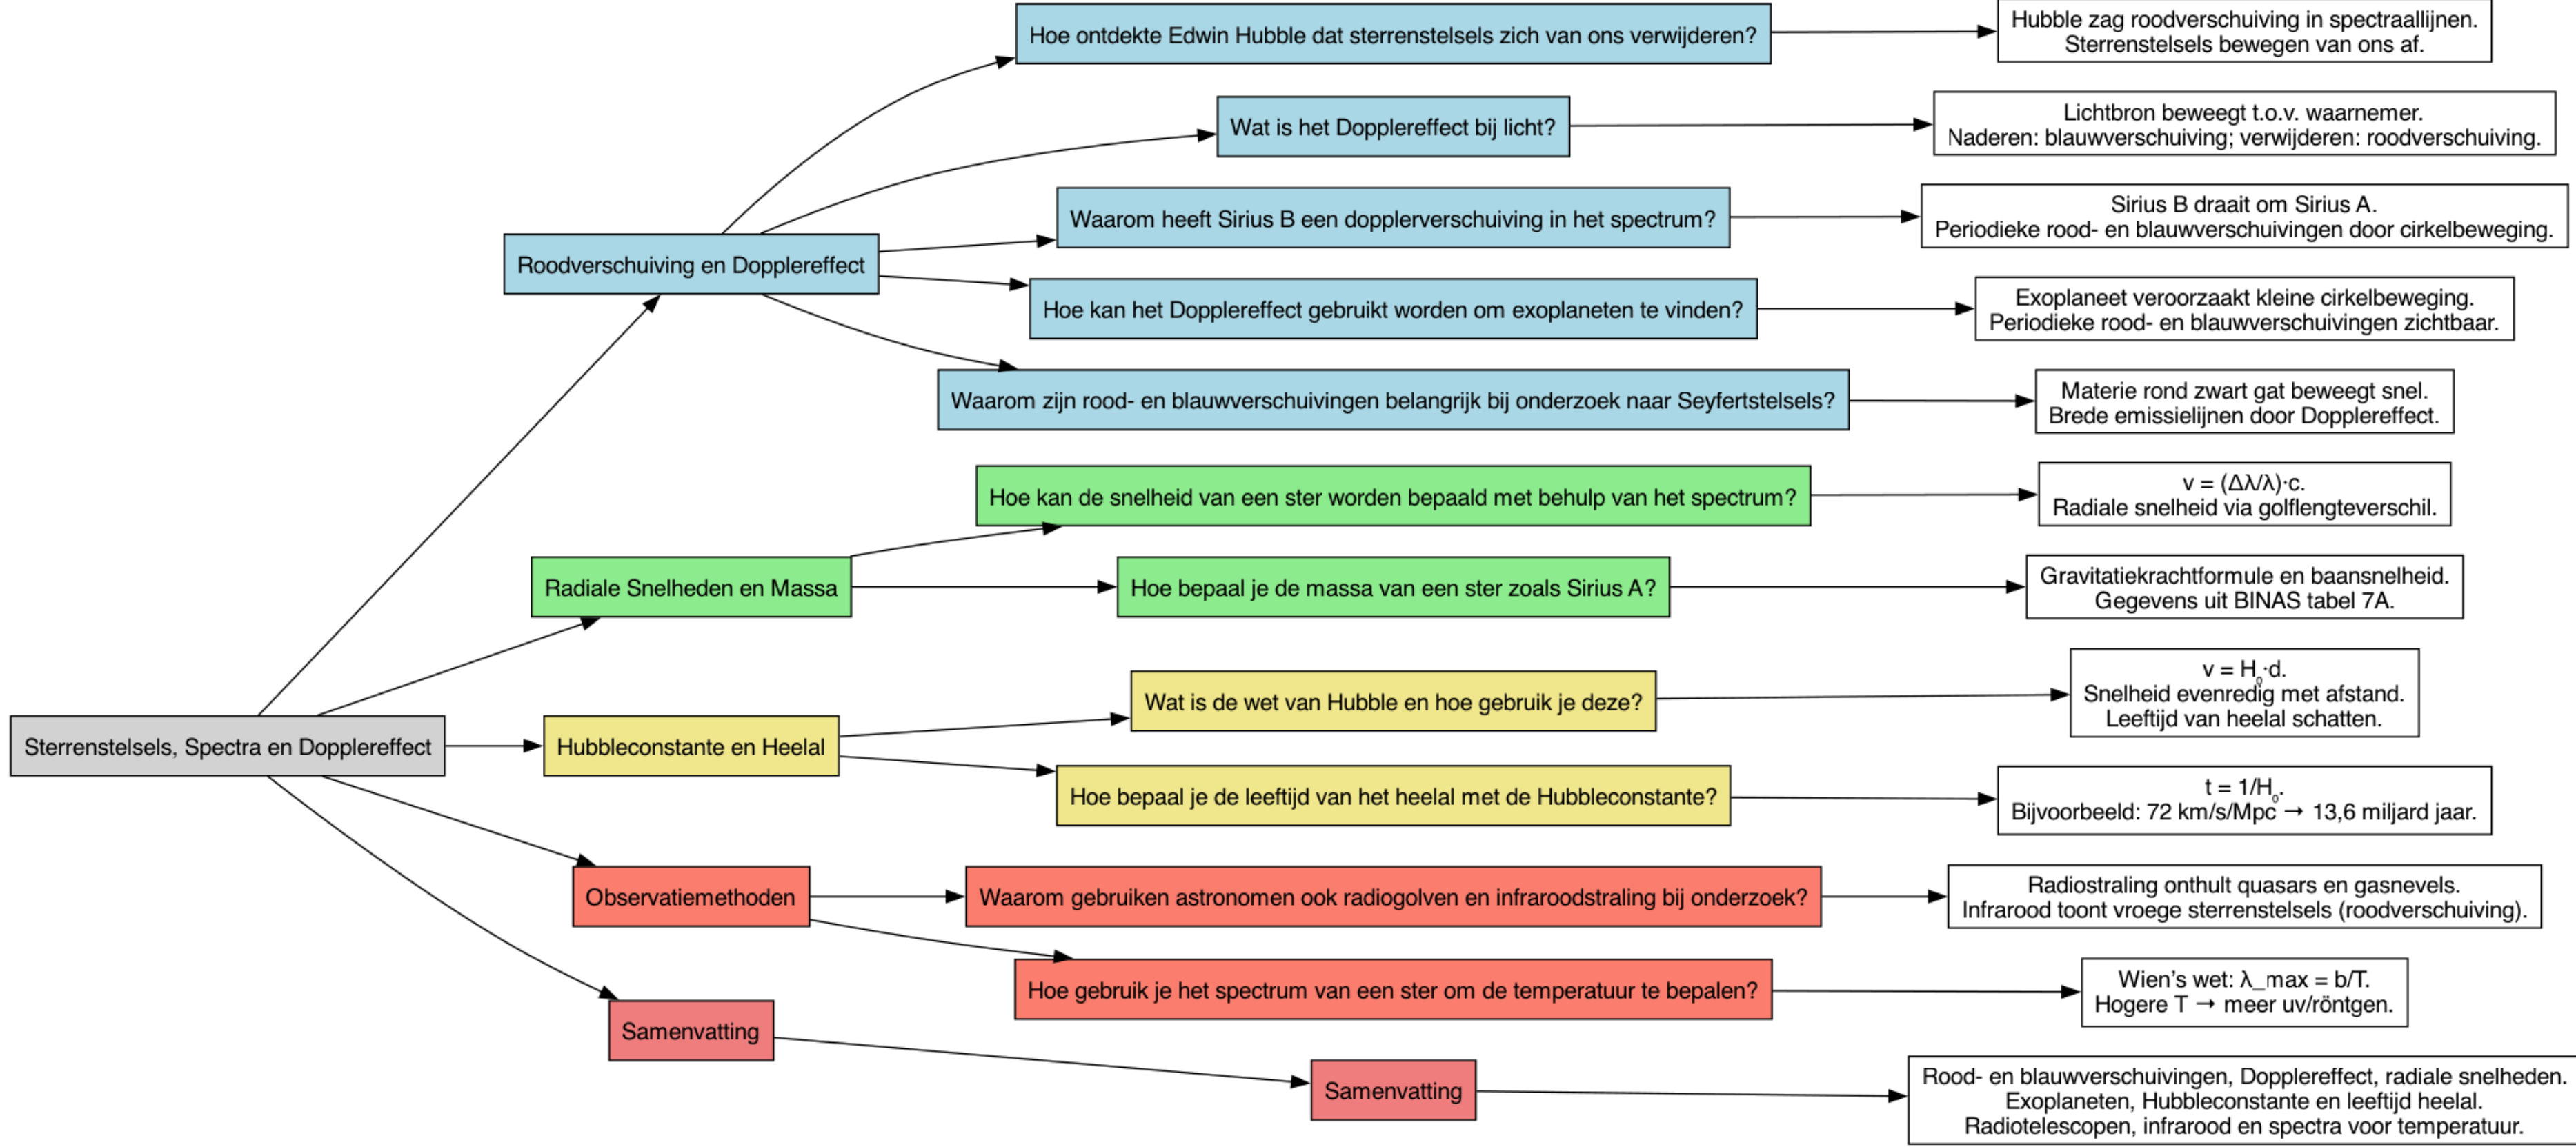 Sterrenstelsels, Spectra en Dopplereffect
Roodverschuiving en Dopplereffect
Hoe ontdekte Edwin Hubble dat sterrenstelsels zich van ons verwijderen?
Hubble zag roodverschuiving in spectraallijnen.
Sterrenstelsels bewegen van ons af.
Wat is het Dopplereffect bij licht?
Lichtbron beweegt t.o.v. waarnemer.
Naderen: blauwverschuiving; verwijderen: roodverschuiving.
Waarom heeft Sirius B een dopplerverschuiving in het spectrum?
Sirius B draait om Sirius A.
Periodieke rood- en blauwverschuivingen door cirkelbeweging.
Hoe kan het Dopplereffect gebruikt worden om exoplaneten te vinden?
Exoplaneet veroorzaakt kleine cirkelbeweging.
Periodieke rood- en blauwverschuivingen zichtbaar.
Waarom zijn rood- en blauwverschuivingen belangrijk bij onderzoek naar Seyfertstelsels?
Materie rond zwart gat beweegt snel.
Brede emissielijnen door Dopplereffect.
Radiale Snelheden en Massa
Hoe kan de snelheid van een ster worden bepaald met behulp van het spectrum?
v = (Δλ/λ)·c.
Radiale snelheid via golflengteverschil.
Hoe bepaal je de massa van een ster zoals Sirius A?
Gravitatiekrachtformule en baansnelheid.
Gegevens uit BINAS tabel 7A.
Hubbleconstante en Heelal
Wat is de wet van Hubble en hoe gebruik je deze?
v = H₀·d.
Snelheid evenredig met afstand.
Leeftijd van heelal schatten.
Hoe bepaal je de leeftijd van het heelal met de Hubbleconstante?
t = 1/H₀.
Bijvoorbeeld: 72 km/s/Mpc → 13,6 miljard jaar.
Observatiemethoden
Waarom gebruiken astronomen ook radiogolven en infraroodstraling bij onderzoek?
Radiostraling onthult quasars en gasnevels.
Infrarood toont vroege sterrenstelsels (roodverschuiving).
Hoe gebruik je het spectrum van een ster om de temperatuur te bepalen?
Wien’s wet: λ_max = b/T.
Hogere T → meer uv/röntgen.
Samenvatting
Samenvatting
Rood- en blauwverschuivingen, Dopplereffect, radiale snelheden.
Exoplaneten, Hubbleconstante en leeftijd heelal.
Radiotelescopen, infrarood en spectra voor temperatuur.